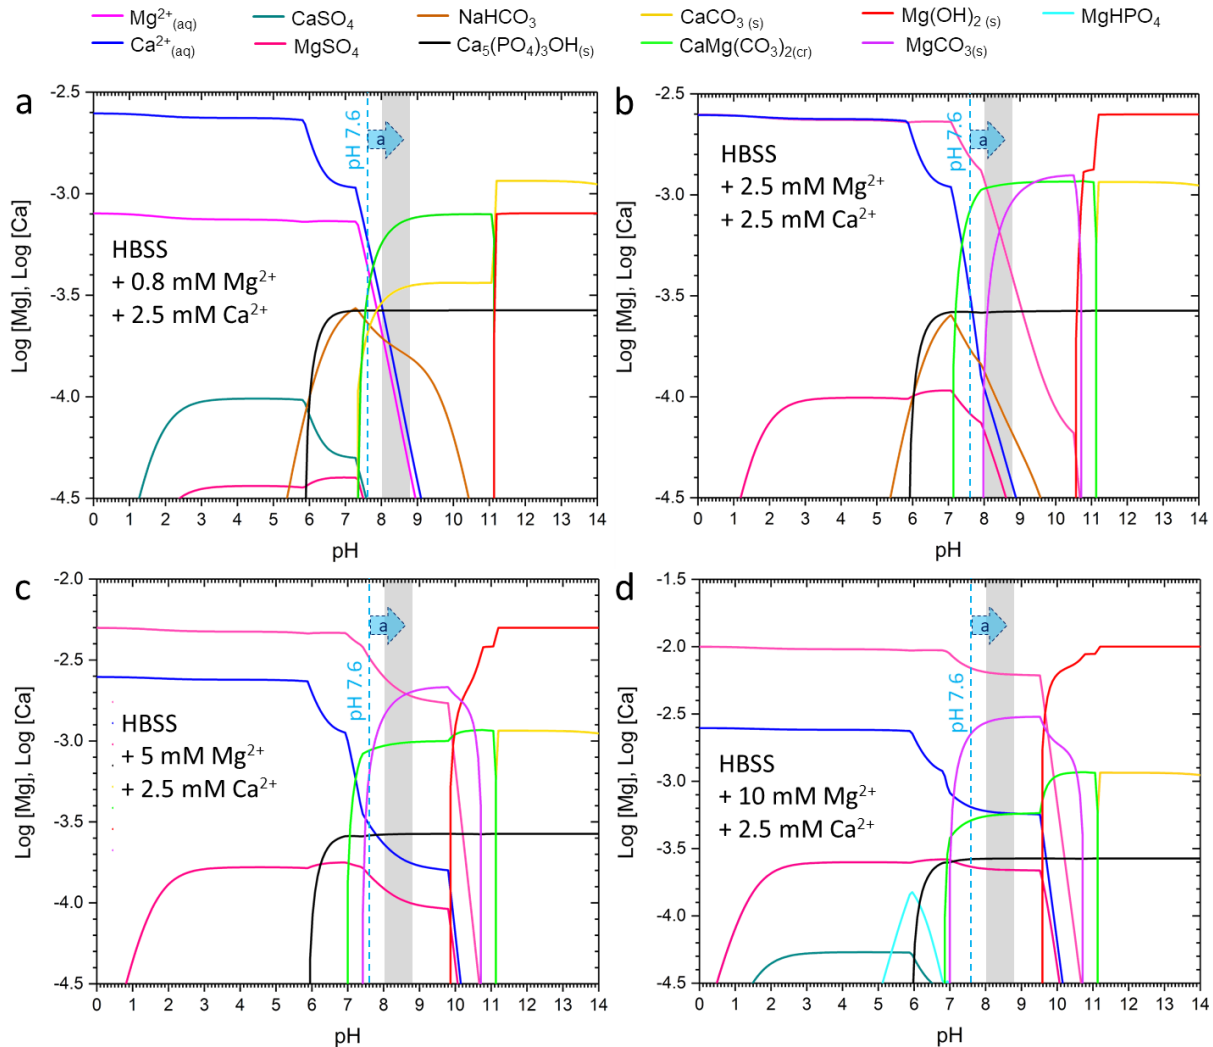 Mg²⁺(aq) CaSO₄ NaHCO₃ CaCO₃ (s) Mg(OH)₂ (s) MgHPO₄
Ca²⁺(aq) MgSO₄ Ca₅(PO₄)₃OH(s) CaMg(CO₃)₂(cr) MgCO₃(s)
a
-2.5
-3.0
-3.5
-4.0
-4.5
Log [Mg], Log [Ca]
pH 7.6
a
HBSS
+ 0.8 mM Mg²⁺
+ 2.5 mM Ca²⁺
0 1 2 3 4 5 6 7 8 9 10 11 12 13 14
pH
b
-2.5
-3.0
-3.5
-4.0
-4.5
Log [Mg], Log [Ca]
pH 7.6
a
HBSS
+ 2.5 mM Mg²⁺
+ 2.5 mM Ca²⁺
0 1 2 3 4 5 6 7 8 9 10 11 12 13 14
pH
c
-2.0
-2.5
-3.0
-3.5
-4.0
-4.5
Log [Mg], Log [Ca]
pH 7.6
a
HBSS
+ 5 mM Mg²⁺
+ 2.5 mM Ca²⁺
0 1 2 3 4 5 6 7 8 9 10 11 12 13 14
pH
d
-1.5
-2.0
-2.5
-3.0
-3.5
-4.0
-4.5
Log [Mg], Log [Ca]
pH 7.6
a
HBSS
+ 10 mM Mg²⁺
+ 2.5 mM Ca²⁺
0 1 2 3 4 5 6 7 8 9 10 11 12 13 14
pH